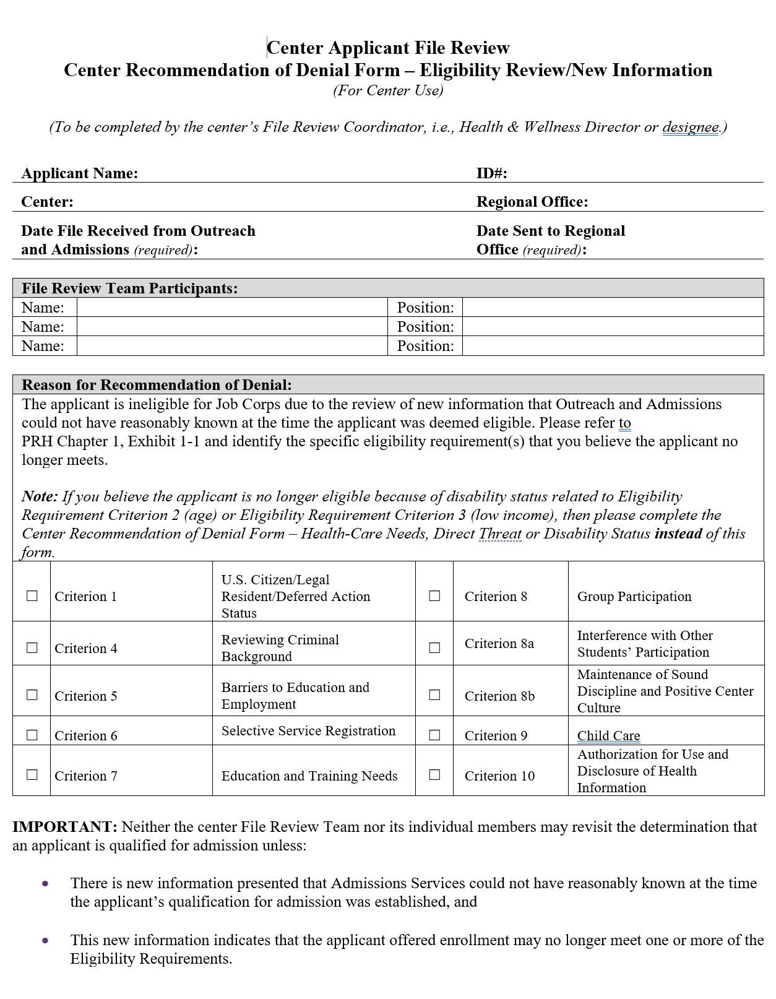 Center Applicant File Review
Center Recommendation of Denial Form – Eligibility Review/New Information
(For Center Use)
(To be completed by the center’s File Review Coordinator, i.e., Health & Wellness Director or designee.)
Applicant Name: ID#:
Center: Regional Office:
Date File Received from Outreach Date Sent to Regional
and Admissions (required): Office (required):
File Review Team Participants:
Name: Position:
Name: Position:
Name: Position:
Reason for Recommendation of Denial:
The applicant is ineligible for Job Corps due to the review of new information that Outreach and Admissions
could not have reasonably known at the time the applicant was deemed eligible. Please refer to
PRH Chapter 1, Exhibit 1-1 and identify the specific eligibility requirement(s) that you believe the applicant no
longer meets.
Note: If you believe the applicant is no longer eligible because of disability status related to Eligibility
Requirement Criterion 2 (age) or Eligibility Requirement Criterion 3 (low income), then please complete the
Center Recommendation of Denial Form – Health-Care Needs, Direct Threat or Disability Status instead of this
form.
☐ Criterion 1
U.S. Citizen/Legal
Resident/Deferred Action
Status
☐ Criterion 8
Group Participation
☐ Criterion 4
Reviewing Criminal
Background
☐ Criterion 8a
Interference with Other
Students’ Participation
☐ Criterion 5
Barriers to Education and
Employment
☐ Criterion 8b
Maintenance of Sound
Discipline and Positive Center
Culture
☐ Criterion 6
Selective Service Registration
☐ Criterion 9
Child Care
☐ Criterion 7
Education and Training Needs
☐ Criterion 10
Authorization for Use and
Disclosure of Health
Information
IMPORTANT: Neither the center File Review Team nor its individual members may revisit the determination that
an applicant is qualified for admission unless:
• There is new information presented that Admissions Services could not have reasonably known at the time
the applicant’s qualification for admission was established, and
• This new information indicates that the applicant offered enrollment may no longer meet one or more of the
Eligibility Requirements.